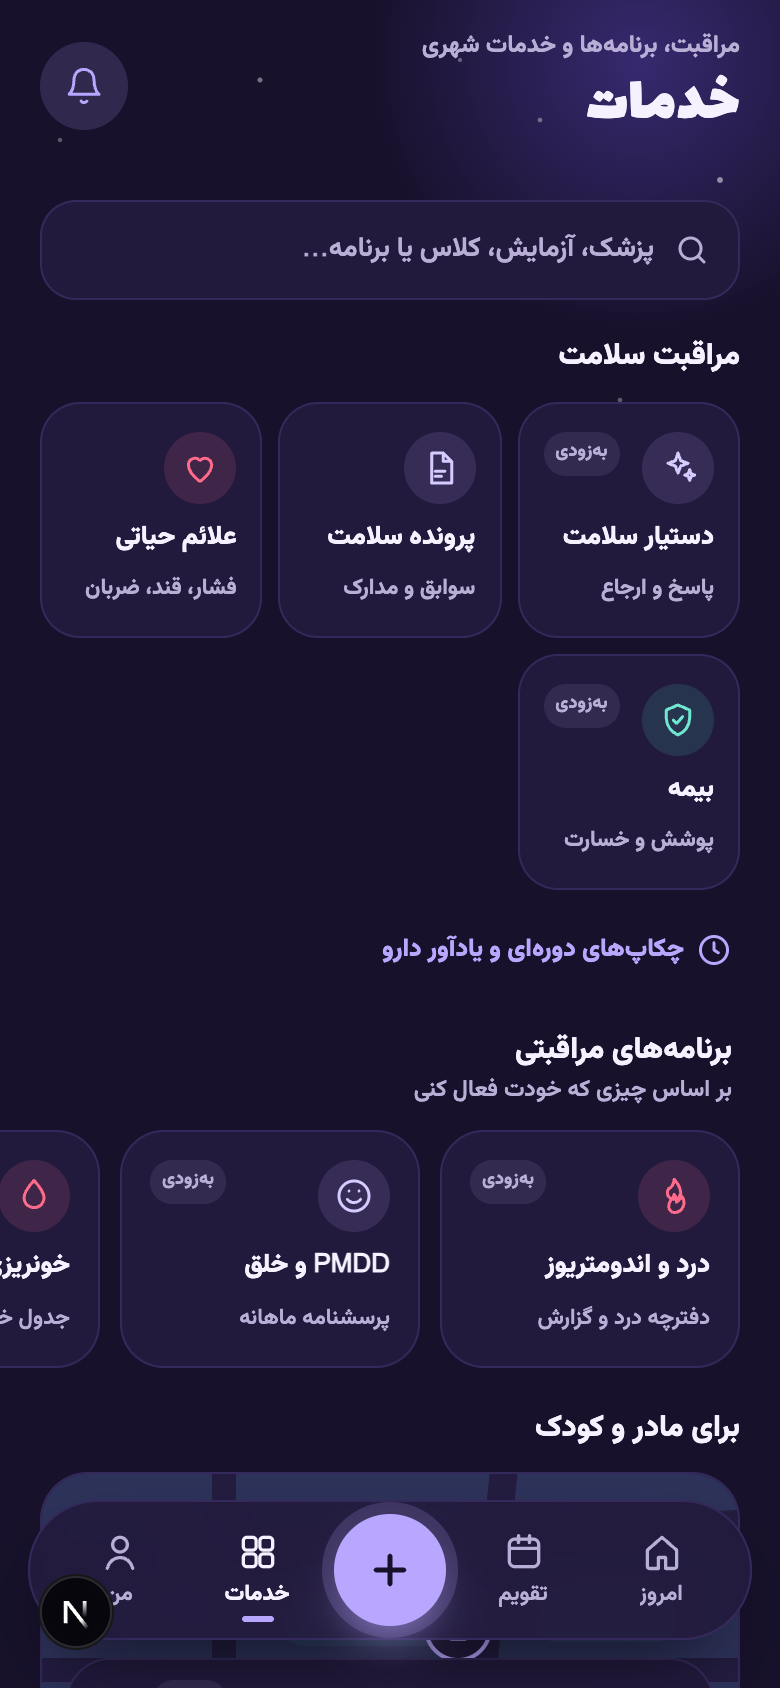 مراقبت، برنامه‌ها و خدمات شهری
خدمات
پزشک، آزمایش، کلاس یا برنامه...
مراقبت سلامت
به‌زودی
دستیار سلامت
پاسخ و ارجاع
پرونده سلامت
سوابق و مدارک
علائم حیاتی
فشار، قند، ضربان
به‌زودی
بیمه
پوشش و خسارت
چکاپ‌های دوره‌ای و یادآور دارو
برنامه‌های مراقبتی
بر اساس چیزی که خودت فعال کنی
به‌زودی
درد و اندومتریوز
دفترچه درد و گزارش
به‌زودی
PMDD و خلق
پرسشنامه ماهانه
خونریزی
جدول
برای مادر و کودک
امروز
تقویم
خدمات
من
N